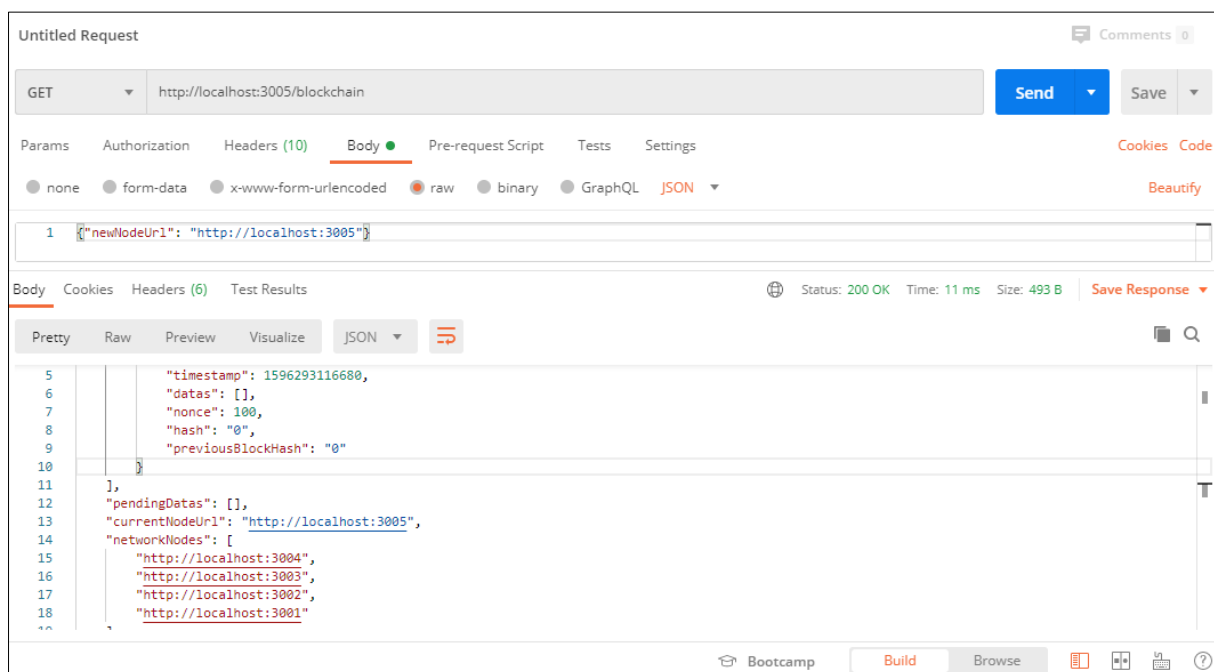 Untitled Request
Comments 0
GET http://localhost:3005/blockchain Send Save
Params Authorization Headers (10) Body Pre-request Script Tests Settings Cookies Code
none form-data x-www-form-urlencoded raw binary GraphQL JSON Beautify
1 {"newNodeUrl": "http://localhost:3005"}
Body Cookies Headers (6) Test Results Status: 200 OK Time: 11 ms Size: 493 B Save Response
Pretty Raw Preview Visualize JSON
5 "timestamp": 1596293116680,
6 "datas": [],
7 "nonce": 100,
8 "hash": "0",
9 "previousBlockHash": "0"
10 }
11 ],
12 "pendingDatas": [],
13 "currentNodeUrl": "http://localhost:3005",
14 "networkNodes": [
15 "http://localhost:3004",
16 "http://localhost:3003",
17 "http://localhost:3002",
18 "http://localhost:3001"
Bootcamp Build Browse